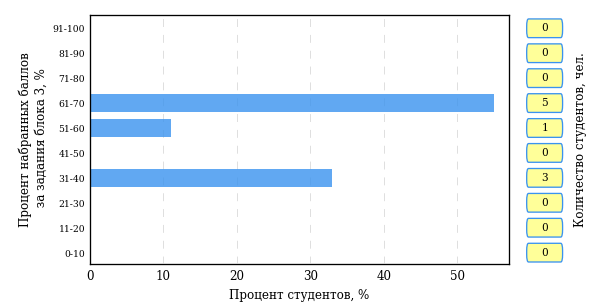 Процент набранных баллов
за задания блока 3, %
91-100 0
81-90 0
71-80 0
61-70 5
51-60 1
41-50 0
31-40 3
21-30 0
11-20 0
0-10 0
0 10 20 30 40 50
Процент студентов, %
Количество студентов, чел.